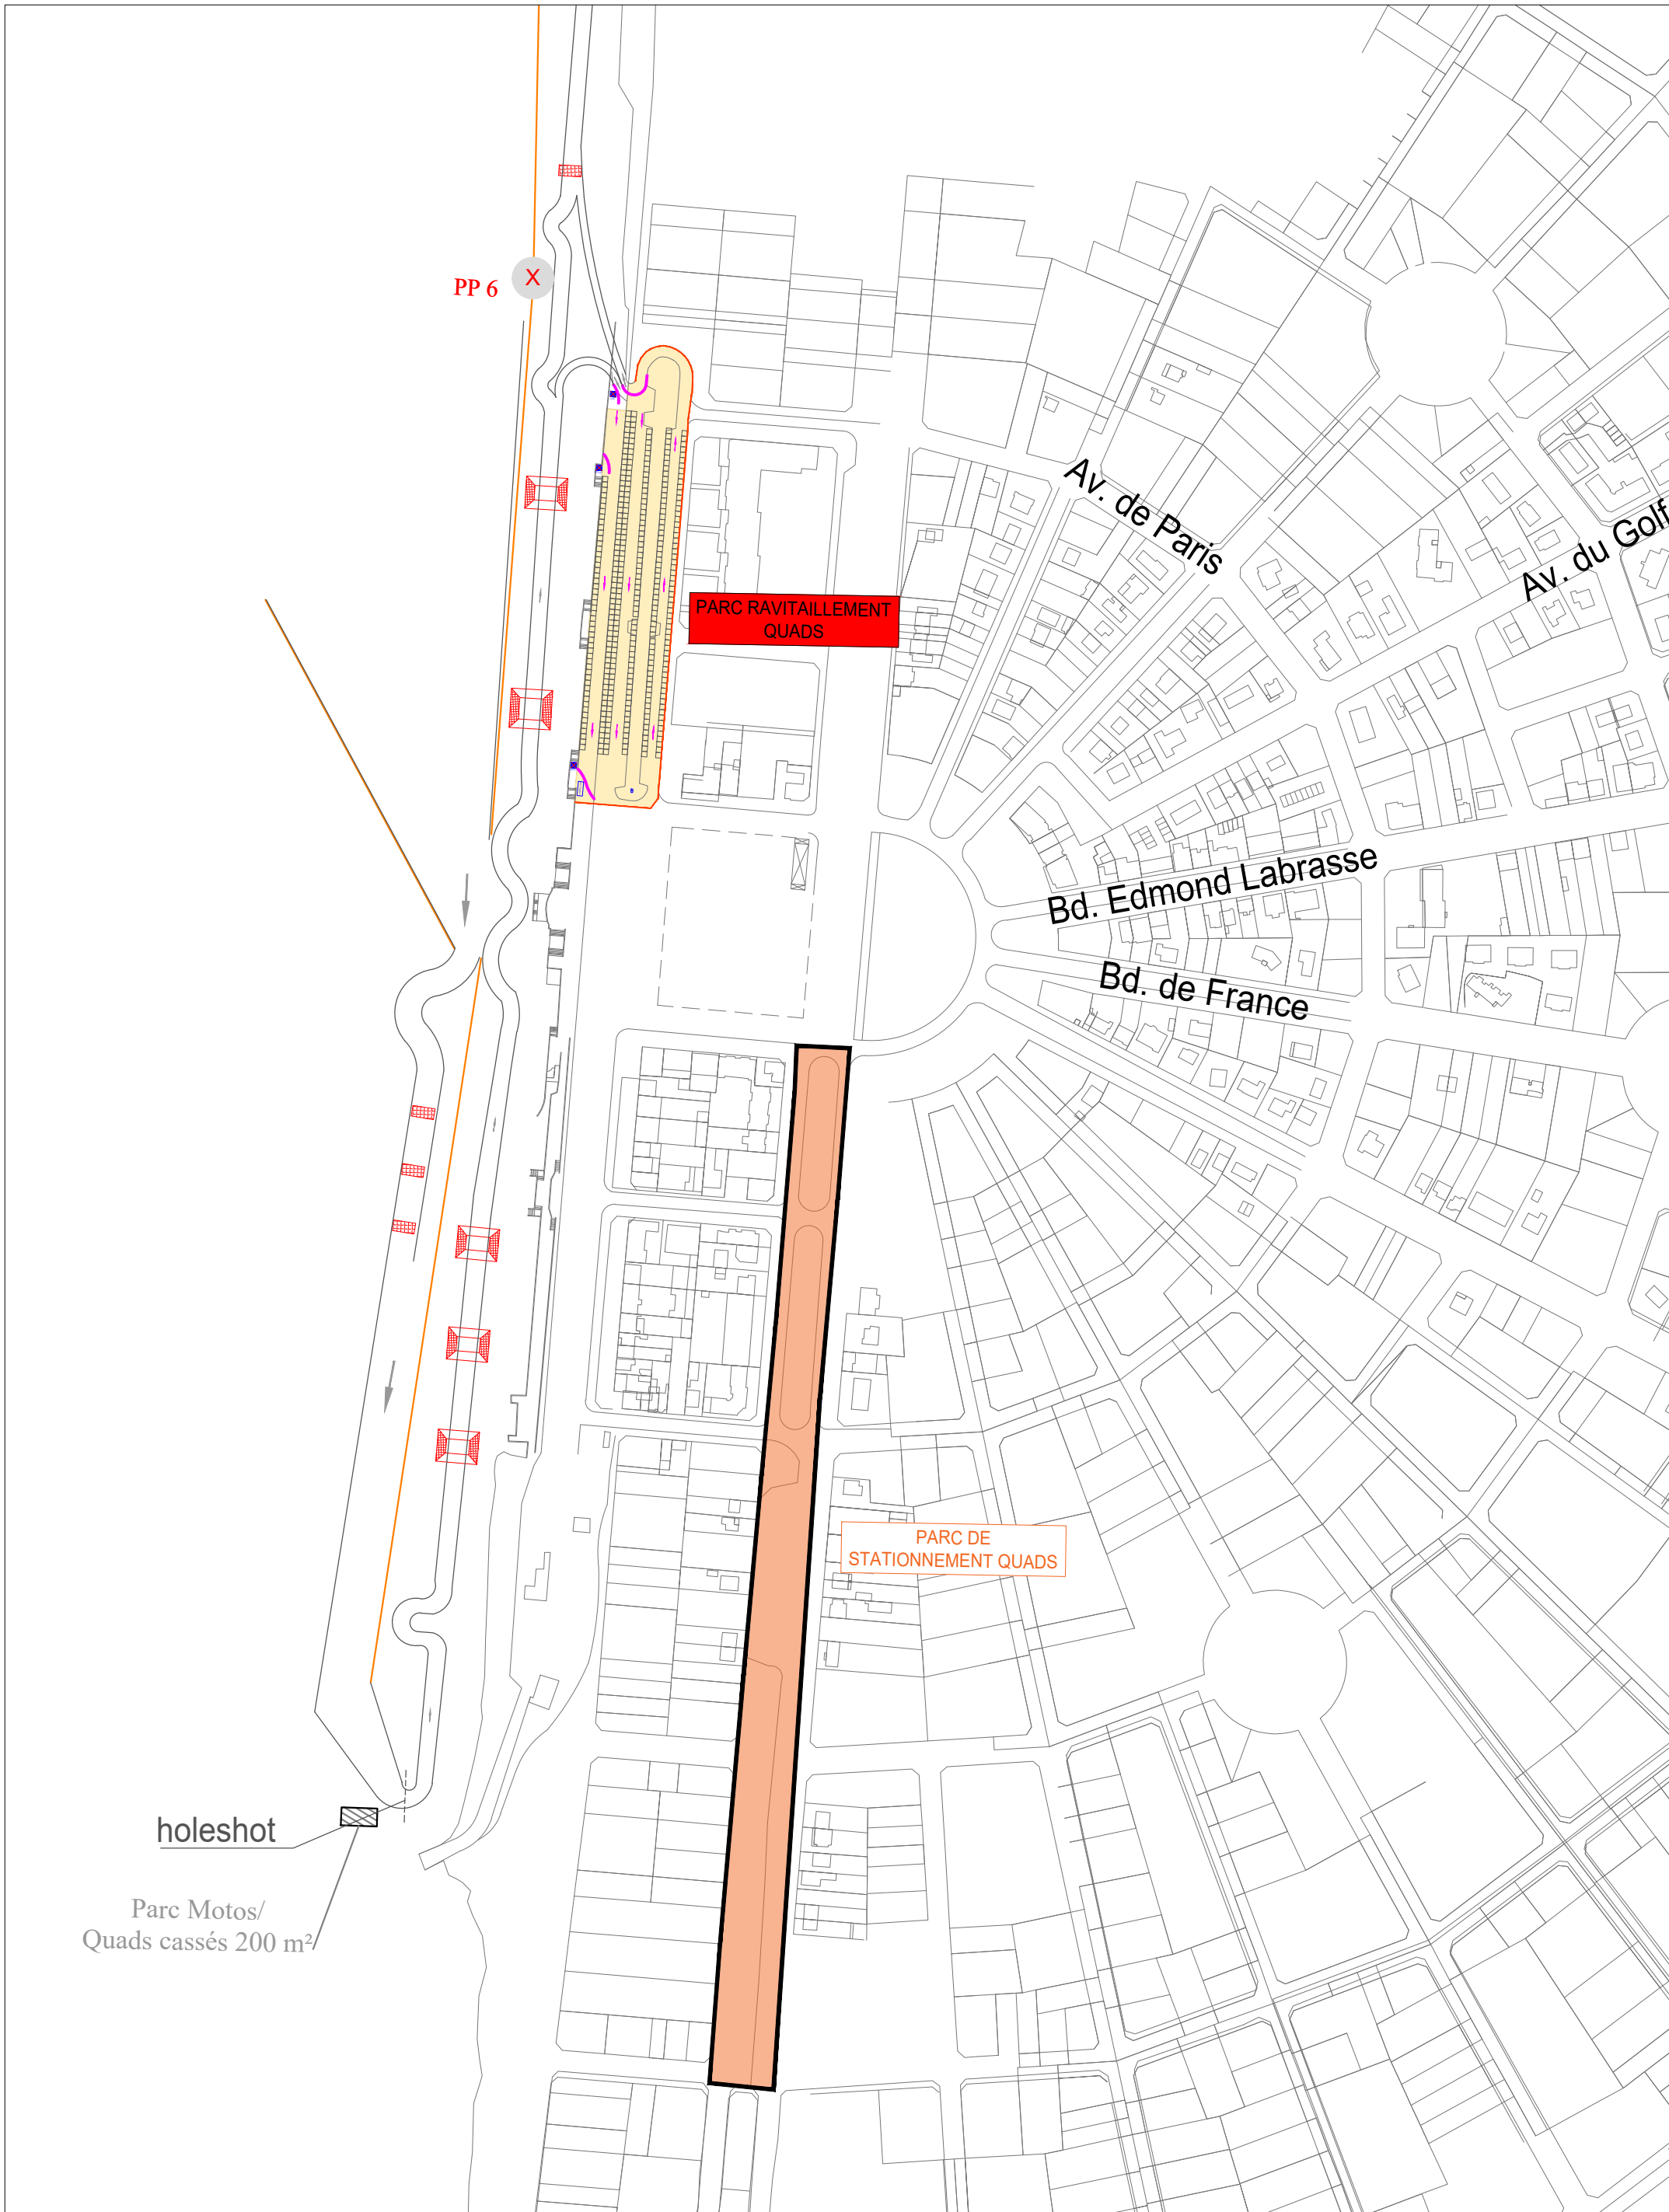 X
PP 6
Av. de Paris
Av. du Golf
PARC RAVITAILLEMENT
QUADS
Bd. Edmond Labrasse
Bd. de France
PARC DE
STATIONNEMENT QUADS
holeshot
Parc Motos/
Quads cassés 200 m²